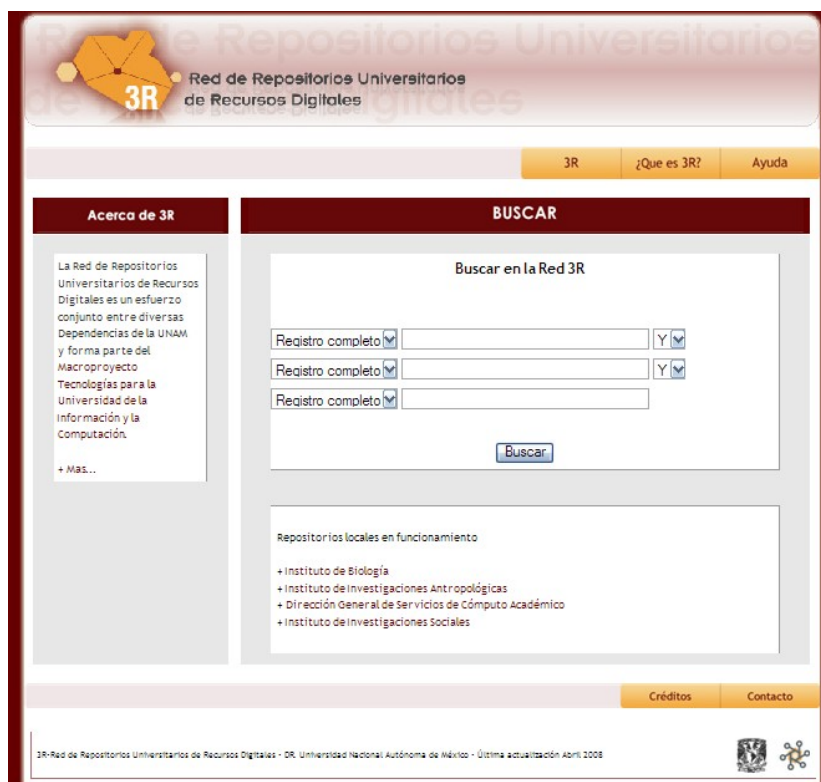 Red de Repositorios Universitarios
de Recursos Digitales
3R
Red de Repositorios Universitarios
de Recursos Digitales
3R
¿Que es 3R?
Ayuda
Acerca de 3R
La Red de Repositorios
Universitarios de Recursos
Digitales es un esfuerzo
conjunto entre diversas
Dependencias de la UNAM
y forma parte del
Macroproyecto
Tecnologías para la
Universidad de la
Información y la
Computación.
+ Mas...
BUSCAR
Buscar en la Red 3R
Registro completo
Y
Registro completo
Y
Registro completo
Buscar
Repositorios locales en funcionamiento
+ Instituto de Biología
+ Instituto de Investigaciones Antropológicas
+ Dirección General de Servicios de Cómputo Académico
+ Instituto de Investigaciones Sociales
Créditos
Contacto
3R-Red de Repositorios Universitarios de Recursos Digitales - DR. Universidad Nacional Autónoma de México - Última actualización Abril 2008